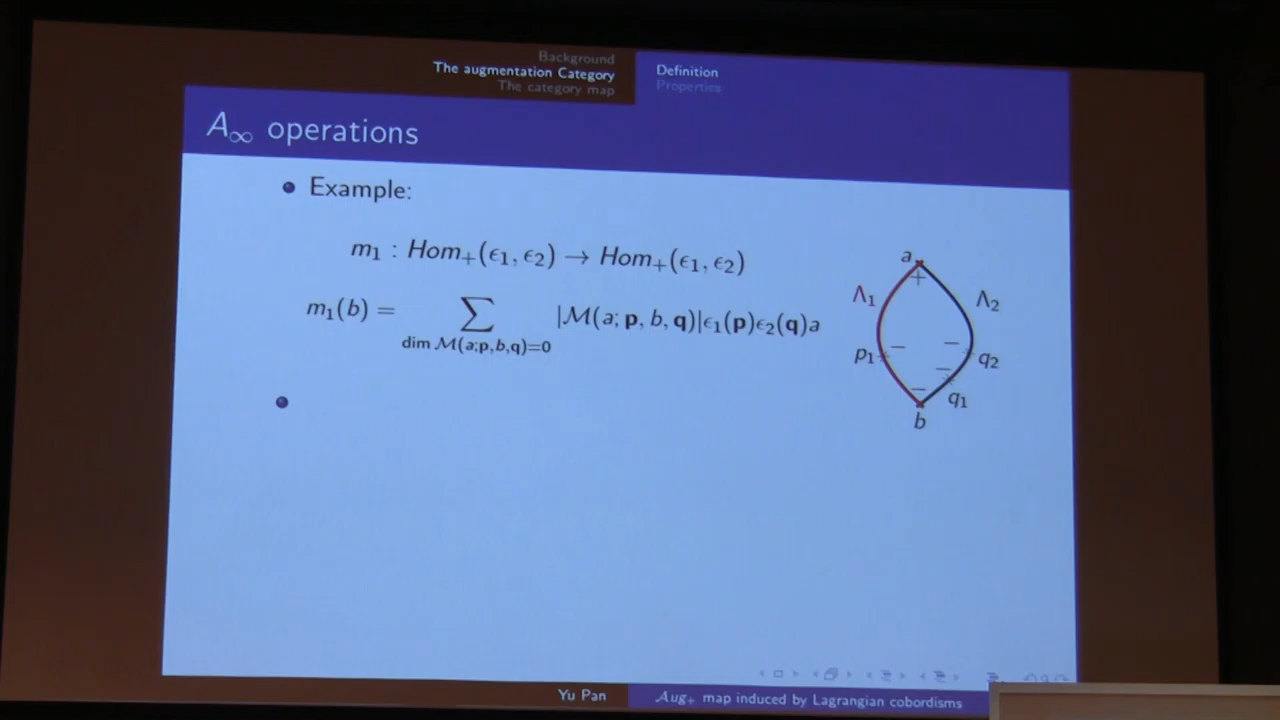 Background
The augmentation Category
The category map
Definition
Properties
A∞ operations
Example:
m₁ : Hom₊(ϵ₁, ϵ₂) → Hom₊(ϵ₁, ϵ₂)
m₁(b) = ∑ |M(a; p, b, q)|ϵ₁(p)ϵ₂(q)a
dim M(a;p,b,q)=0
a
+
Λ₁
Λ₂
p₁
−
−
q₂
−
−
q₁
b
Yu Pan
Aug₊ map induced by Lagrangian cobordisms